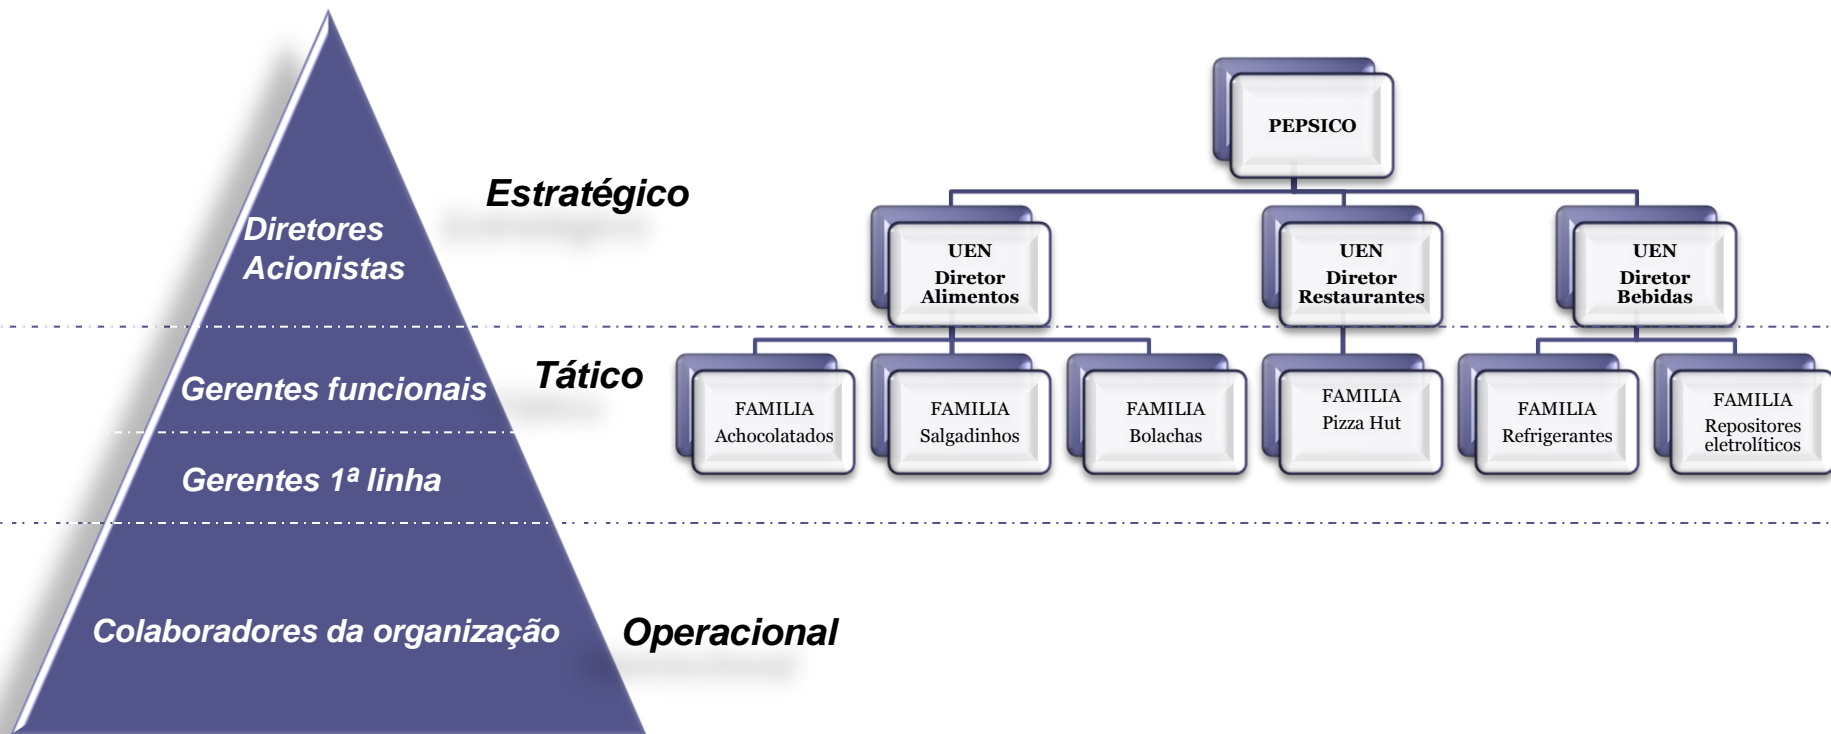 Estratégico
Diretores
Acionistas
Tático
Gerentes funcionais
Gerentes 1ª linha
Colaboradores da organização
Operacional
PEPSICO
UEN
Diretor
Alimentos
UEN
Diretor
Restaurantes
UEN
Diretor
Bebidas
FAMILIA
Achocolatados
FAMILIA
Salgadinhos
FAMILIA
Bolachas
FAMILIA
Pizza Hut
FAMILIA
Refrigerantes
FAMILIA
Repositores
eletrolíticos